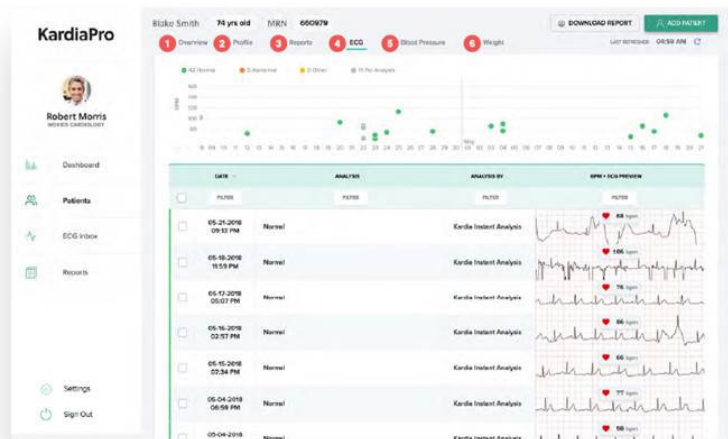 KardiaPro
Robert Morris
MORRIS CARDIOLOGY
Dashboard
Patients
ECG Inbox
Reports
Settings
Sign Out
Blake Smith 74 yrs old MRN 660979
DOWNLOAD REPORT
ADD PATIENT
1 Overview 2 Profile 3 Reports 4 ECG 5 Blood Pressure 6 Weight
LAST REFRESHED 04:59 AM
BPM
May
DATE ANALYSIS ANALYSIS BY BPM + ECG PREVIEW
FILTER FILTER FILTER FILTER
05-21-2018 09:13 PM Normal Kardia Instant Analysis 68 bpm
05-18-2018 11:59 PM Normal Kardia Instant Analysis 106 bpm
05-17-2018 05:07 PM Normal Kardia Instant Analysis 76 bpm
05-16-2018 02:57 PM Normal Kardia Instant Analysis 86 bpm
05-15-2018 07:34 PM Normal Kardia Instant Analysis 66 bpm
05-04-2018 06:59 PM Normal Kardia Instant Analysis 77 bpm
05-04-2018 Normal Kardia Instant Analysis 98 bpm